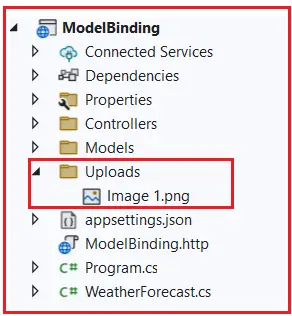 ModelBinding
Connected Services
Dependencies
Properties
Controllers
Models
Uploads
Image 1.png
appsettings.json
ModelBinding.http
C# Program.cs
C# WeatherForecast.cs